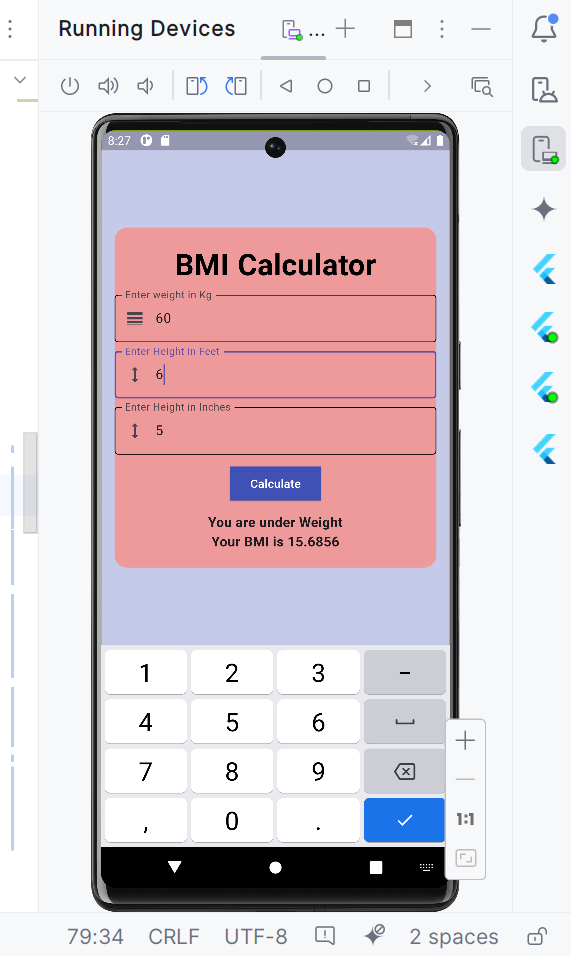 Running Devices
...
8:27
BMI Calculator
Enter weight in Kg
60
Enter Height In Feet
6
Enter Height in Inches
5
Calculate
You are under Weight
Your BMI is 15.6856
1 2 3 -
4 5 6
7 8 9
, 0 .
1:1
79:34 CRLF UTF-8 2 spaces